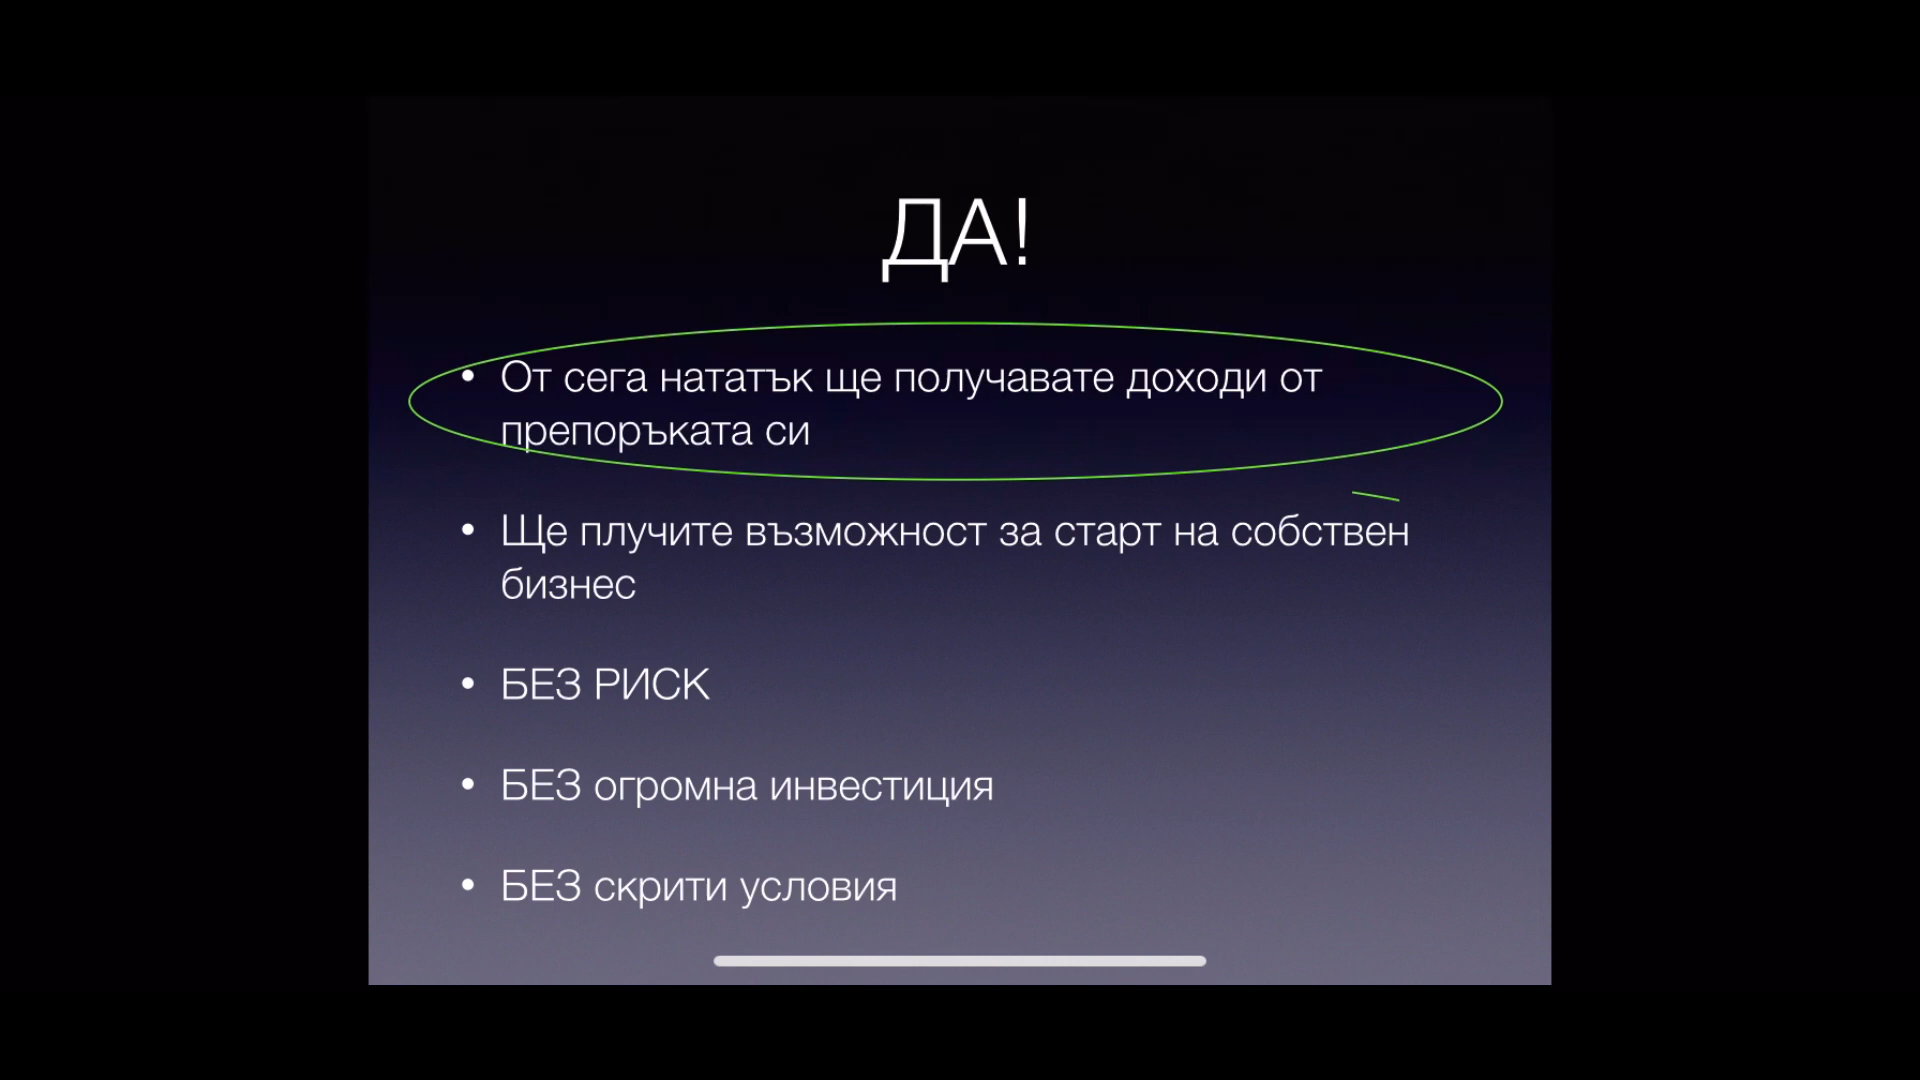 ДА!
• От сега нататък ще получавате доходи от
препоръката си
• Ще плучите възможност за старт на собствен
бизнес
• БЕЗ РИСК
• БЕЗ огромна инвестиция
• БЕЗ скрити условия